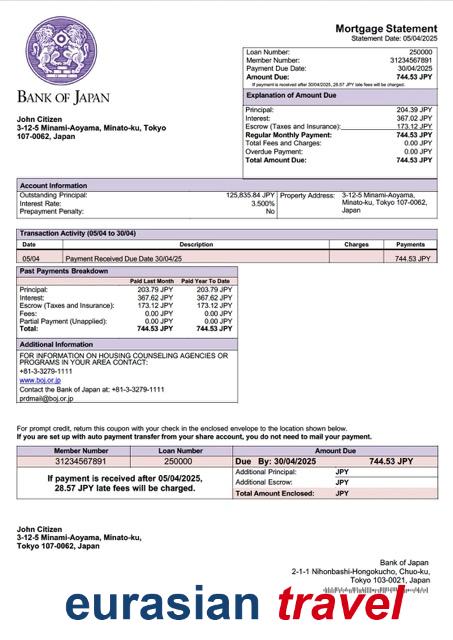 Mortgage Statement
Statement Date: 05/04/2025
BANK OF JAPAN
Loan Number: 250000
Member Number: 31234567891
Payment Due Date: 30/04/2025
Amount Due: 744.53 JPY
If payment is received after 30/04/2025, 28.57 JPY late fees will be charged.
Explanation of Amount Due
Principal: 204.39 JPY
Interest: 367.02 JPY
Escrow (Taxes and Insurance): 173.12 JPY
Regular Monthly Payment: 744.53 JPY
Total Fees and Charges: 0.00 JPY
Overdue Payment: 0.00 JPY
Total Amount Due: 744.53 JPY
John Citizen
3-12-5 Minami-Aoyama, Minato-ku, Tokyo
107-0062, Japan
Account Information
Outstanding Principal: 125,835.84 JPY
Interest Rate: 3.500%
Prepayment Penalty: No
Property Address: 3-12-5 Minami-Aoyama,
Minato-ku, Tokyo 107-0062,
Japan
Transaction Activity (05/04 to 30/04)
Date Description Charges Payments
05/04 Payment Received Due Date 30/04/25 744.53 JPY
Past Payments Breakdown
Paid Last Month Paid Year To Date
Principal: 203.79 JPY 203.79 JPY
Interest: 367.62 JPY 367.62 JPY
Escrow (Taxes and Insurance): 173.12 JPY 173.12 JPY
Fees: 0.00 JPY 0.00 JPY
Partial Payment (Unapplied): 0.00 JPY 0.00 JPY
Total: 744.53 JPY 744.53 JPY
Additional Information
FOR INFORMATION ON HOUSING COUNSELING AGENCIES OR
PROGRAMS IN YOUR AREA CONTACT:
+81-3-3279-1111
www.boj.or.jp
Contact the Bank of Japan at: +81-3-3279-1111
prdmail@boj.or.jp
For prompt credit, return this coupon with your check in the enclosed envelope to the location shown below.
If you are set up with auto payment transfer from your share account, you do not need to mail your payment.
Member Number Loan Number Amount Due
31234567891 250000 Due By: 30/04/2025 744.53 JPY
If payment is received after 05/04/2025,
28.57 JPY late fees will be charged.
Additional Principal: JPY
Additional Escrow: JPY
Total Amount Enclosed: JPY
John Citizen
3-12-5 Minami-Aoyama, Minato-ku,
Tokyo 107-0062, Japan
Bank of Japan
2-1-1 Nihonbashi-Hongokucho, Chuo-ku,
Tokyo 103-0021, Japan
eurasian travel